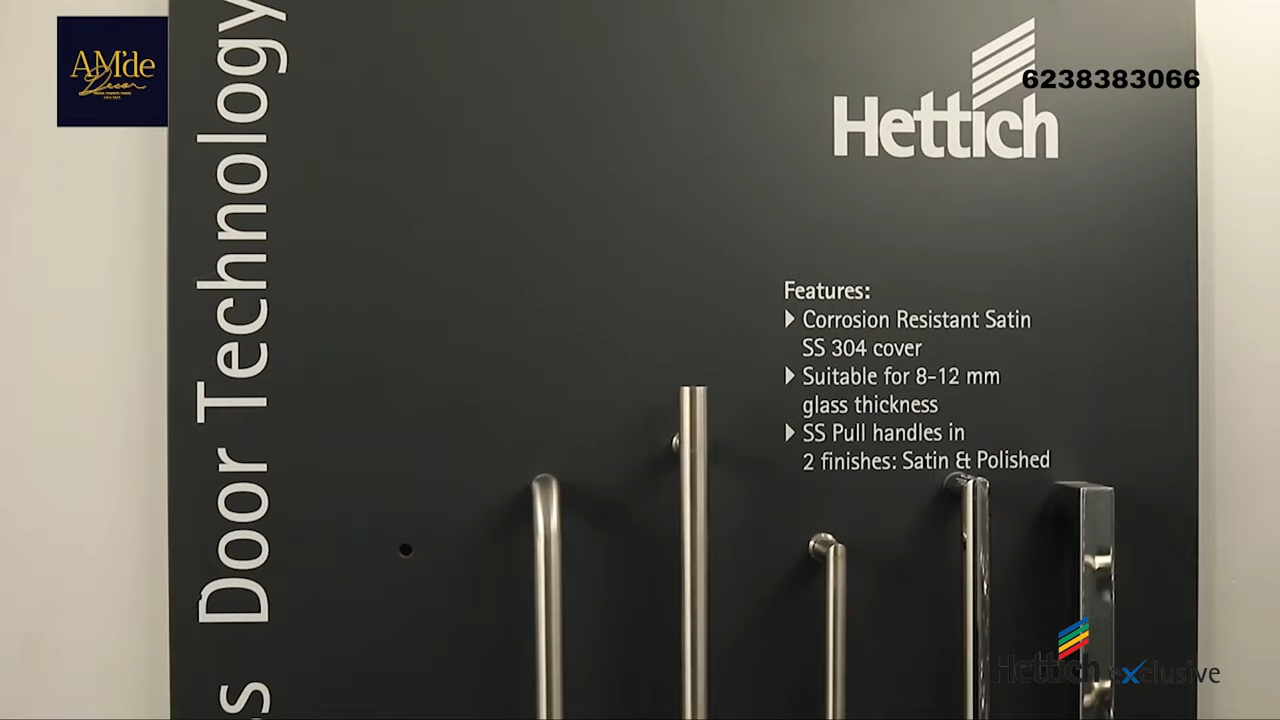 AM'de
Decor
6238383066
Hettich
s Door Technology
Features:
Corrosion Resistant Satin
SS 304 cover
Suitable for 8-12 mm
glass thickness
SS Pull handles in
2 finishes: Satin & Polished
Hettich exclusive